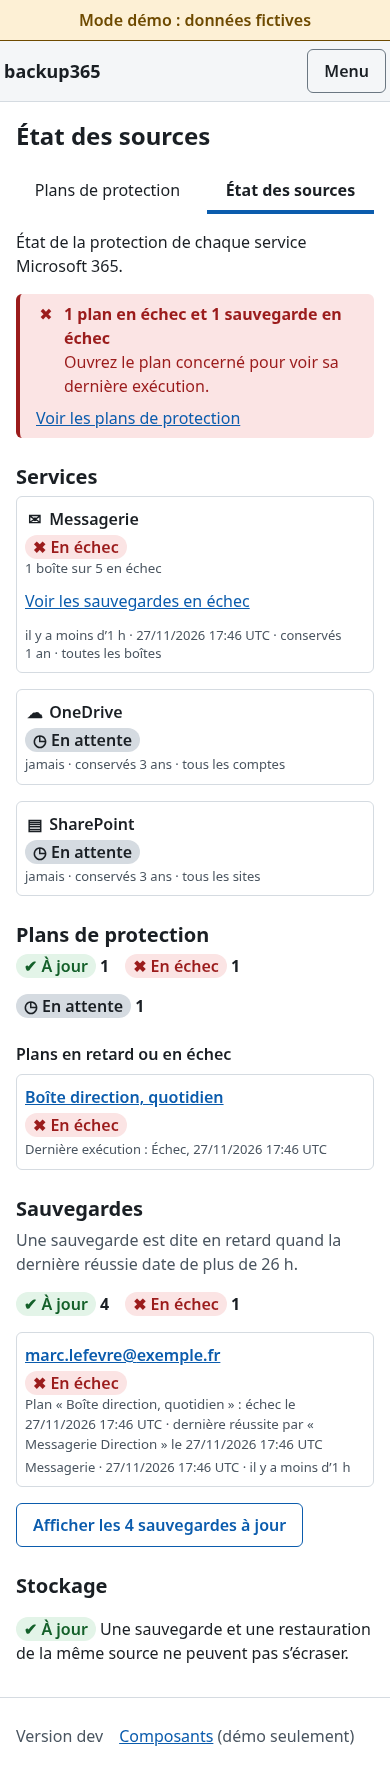 Mode démo : données fictives
backup365
Menu
État des sources
Plans de protection
État des sources
État de la protection de chaque service
Microsoft 365.
✖ 1 plan en échec et 1 sauvegarde en
échec
Ouvrez le plan concerné pour voir sa
dernière exécution.
Voir les plans de protection
Services
✉ Messagerie
✖ En échec
1 boîte sur 5 en échec
Voir les sauvegardes en échec
il y a moins d’1 h · 27/11/2026 17:46 UTC · conservés
1 an · toutes les boîtes
☁ OneDrive
◷ En attente
jamais · conservés 3 ans · tous les comptes
▤ SharePoint
◷ En attente
jamais · conservés 3 ans · tous les sites
Plans de protection
✔ À jour 1 ✖ En échec 1
◷ En attente 1
Plans en retard ou en échec
Boîte direction, quotidien
✖ En échec
Dernière exécution : Échec, 27/11/2026 17:46 UTC
Sauvegardes
Une sauvegarde est dite en retard quand la
dernière réussie date de plus de 26 h.
✔ À jour 4 ✖ En échec 1
marc.lefevre@exemple.fr
✖ En échec
Plan « Boîte direction, quotidien » : échec le
27/11/2026 17:46 UTC · dernière réussite par «
Messagerie Direction » le 27/11/2026 17:46 UTC
Messagerie · 27/11/2026 17:46 UTC · il y a moins d’1 h
Afficher les 4 sauvegardes à jour
Stockage
✔ À jour Une sauvegarde et une restauration
de la même source ne peuvent pas s’écraser.
Version dev Composants (démo seulement)